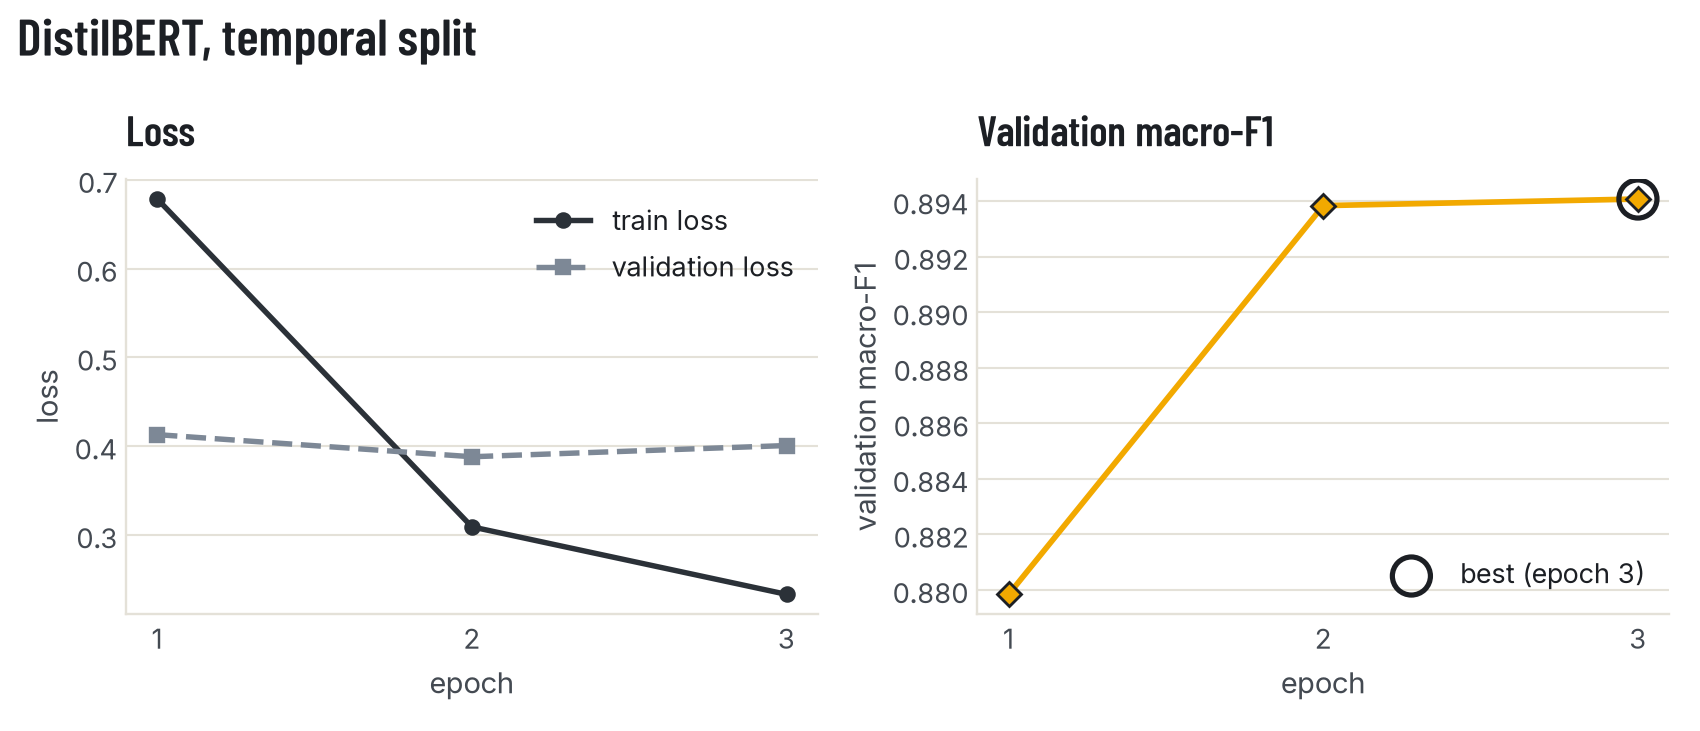 DistilBERT, temporal split
Loss
0.7
0.6
0.5
0.4
0.3
loss
train loss
validation loss
1 2 3
epoch
Validation macro-F1
0.894
0.892
0.890
0.888
0.886
0.884
0.882
0.880
validation macro-F1
best (epoch 3)
1 2 3
epoch